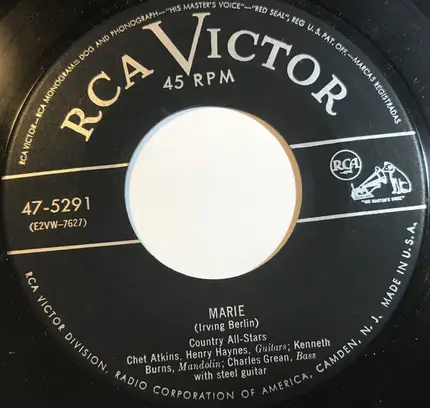 RCA VICTOR—RCA MONOGRAM—DOG AND PHONOGRAPH—"HIS MASTER'S VOICE"—"RED SEAL", REG. U.S. PAT. OFF.—MARCAS REGISTRADAS
RCA VICTOR
45 RPM
47-5291
(E2VW-7627)
RCA
"HIS MASTER'S VOICE"
MARIE
(Irving Berlin)
Country All-Stars
Chet Atkins, Henry Haynes, Guitars; Kenneth
Burns, Mandolin; Charles Grean, Bass
with steel guitar
RCA VICTOR DIVISION, RADIO CORPORATION OF AMERICA, CAMDEN, N. J. MADE IN U.S.A.